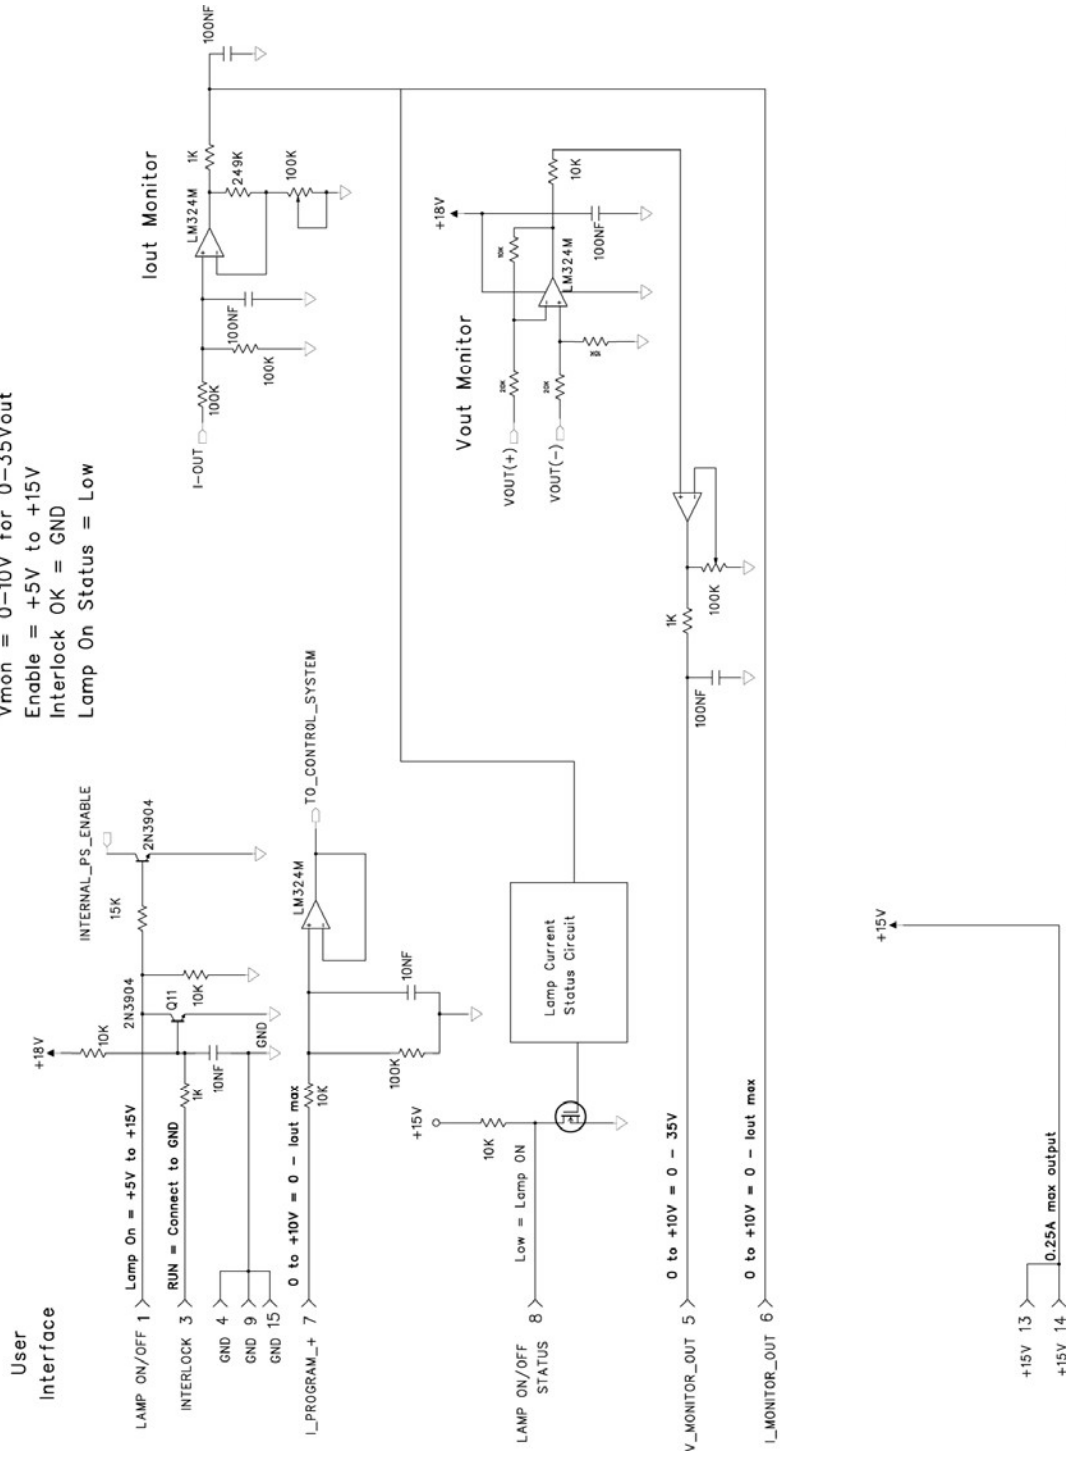 Vmon = 0-10V for 0-35Vout
Enable = +5V to +15V
Interlock OK = GND
Lamp On Status = Low
User
Interface
LAMP ON/OFF 1
Lamp On = +5V to +15V
INTERLOCK 3
RUN = Connect to GND
GND 4
GND 9
GND 15
I_PROGRAM_+ 7
0 to +10V = 0 - Iout max
+18V
10K
2N3904
Q11
1K
10NF
10K
GND
15K
INTERNAL_PS_ENABLE
2N3904
10K
100K
10NF
LM324M
TO_CONTROL_SYSTEM
Iout Monitor
I-OUT
100K
100K
100NF
LM324M
1K
249K
100K
100NF
LAMP ON/OFF
STATUS
8
Low = Lamp ON
+15V
10K
Lamp Current
Status Circuit
Vout Monitor
VOUT(+)
VOUT(-)
20K
20K
10K
+18V
LM324M
100NF
10K
V_MONITOR_OUT 5
0 to +10V = 0 - 35V
100NF
1K
100K
I_MONITOR_OUT 6
0 to +10V = 0 - Iout max
+15V
+15V 13
+15V 14
0.25A max output